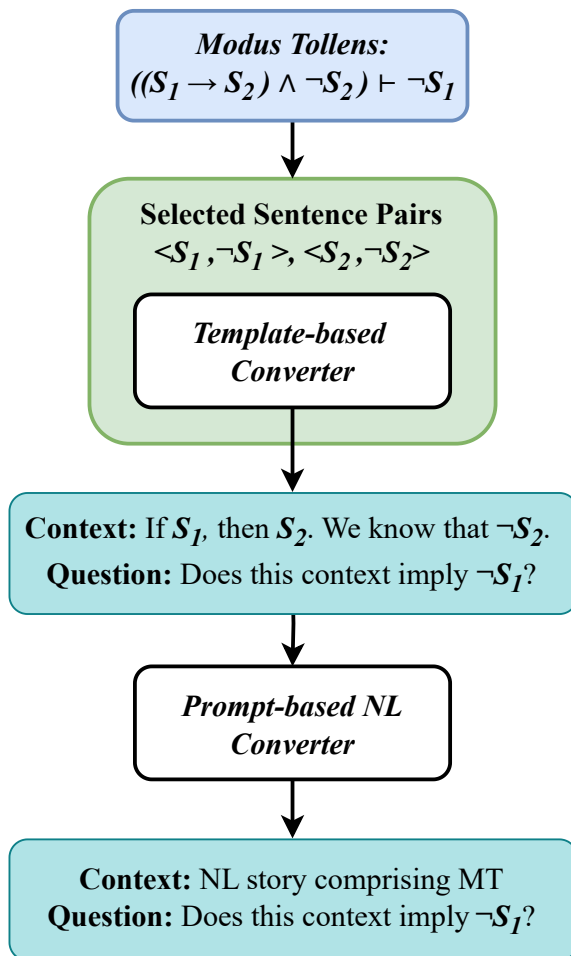 Modus Tollens:
((S₁ → S₂) ∧ ¬S₂) ⊢ ¬S₁
Selected Sentence Pairs
<S₁,¬S₁>, <S₂,¬S₂>
Template-based
Converter
Context: If S₁, then S₂. We know that ¬S₂.
Question: Does this context imply ¬S₁?
Prompt-based NL
Converter
Context: NL story comprising MT
Question: Does this context imply ¬S₁?